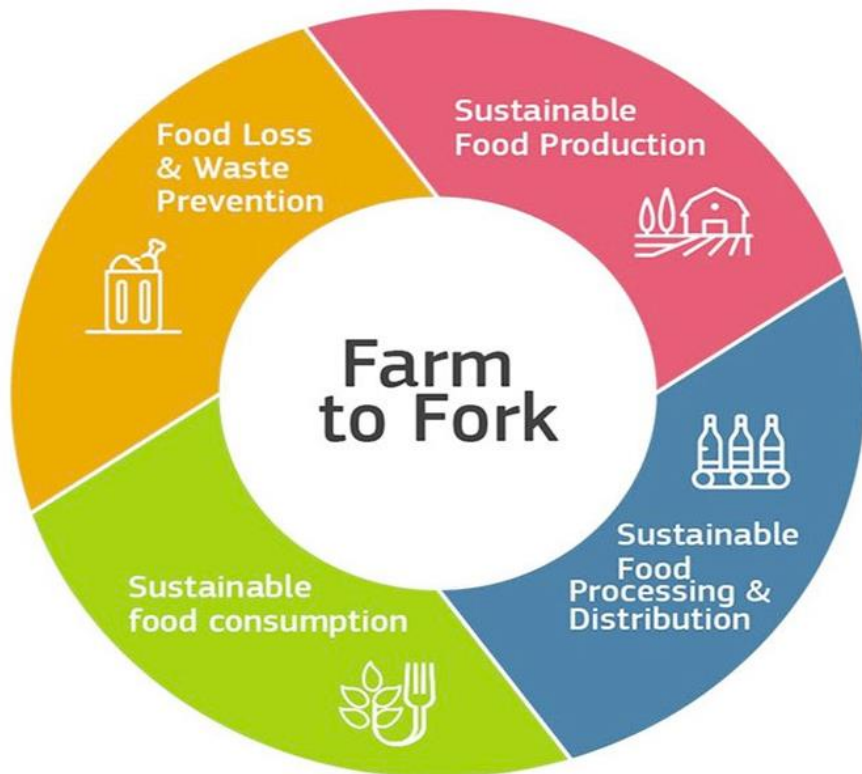 Food Loss
& Waste
Prevention
Sustainable
Food Production
Farm
to Fork
Sustainable
Food
Processing &
Distribution
Sustainable
food consumption